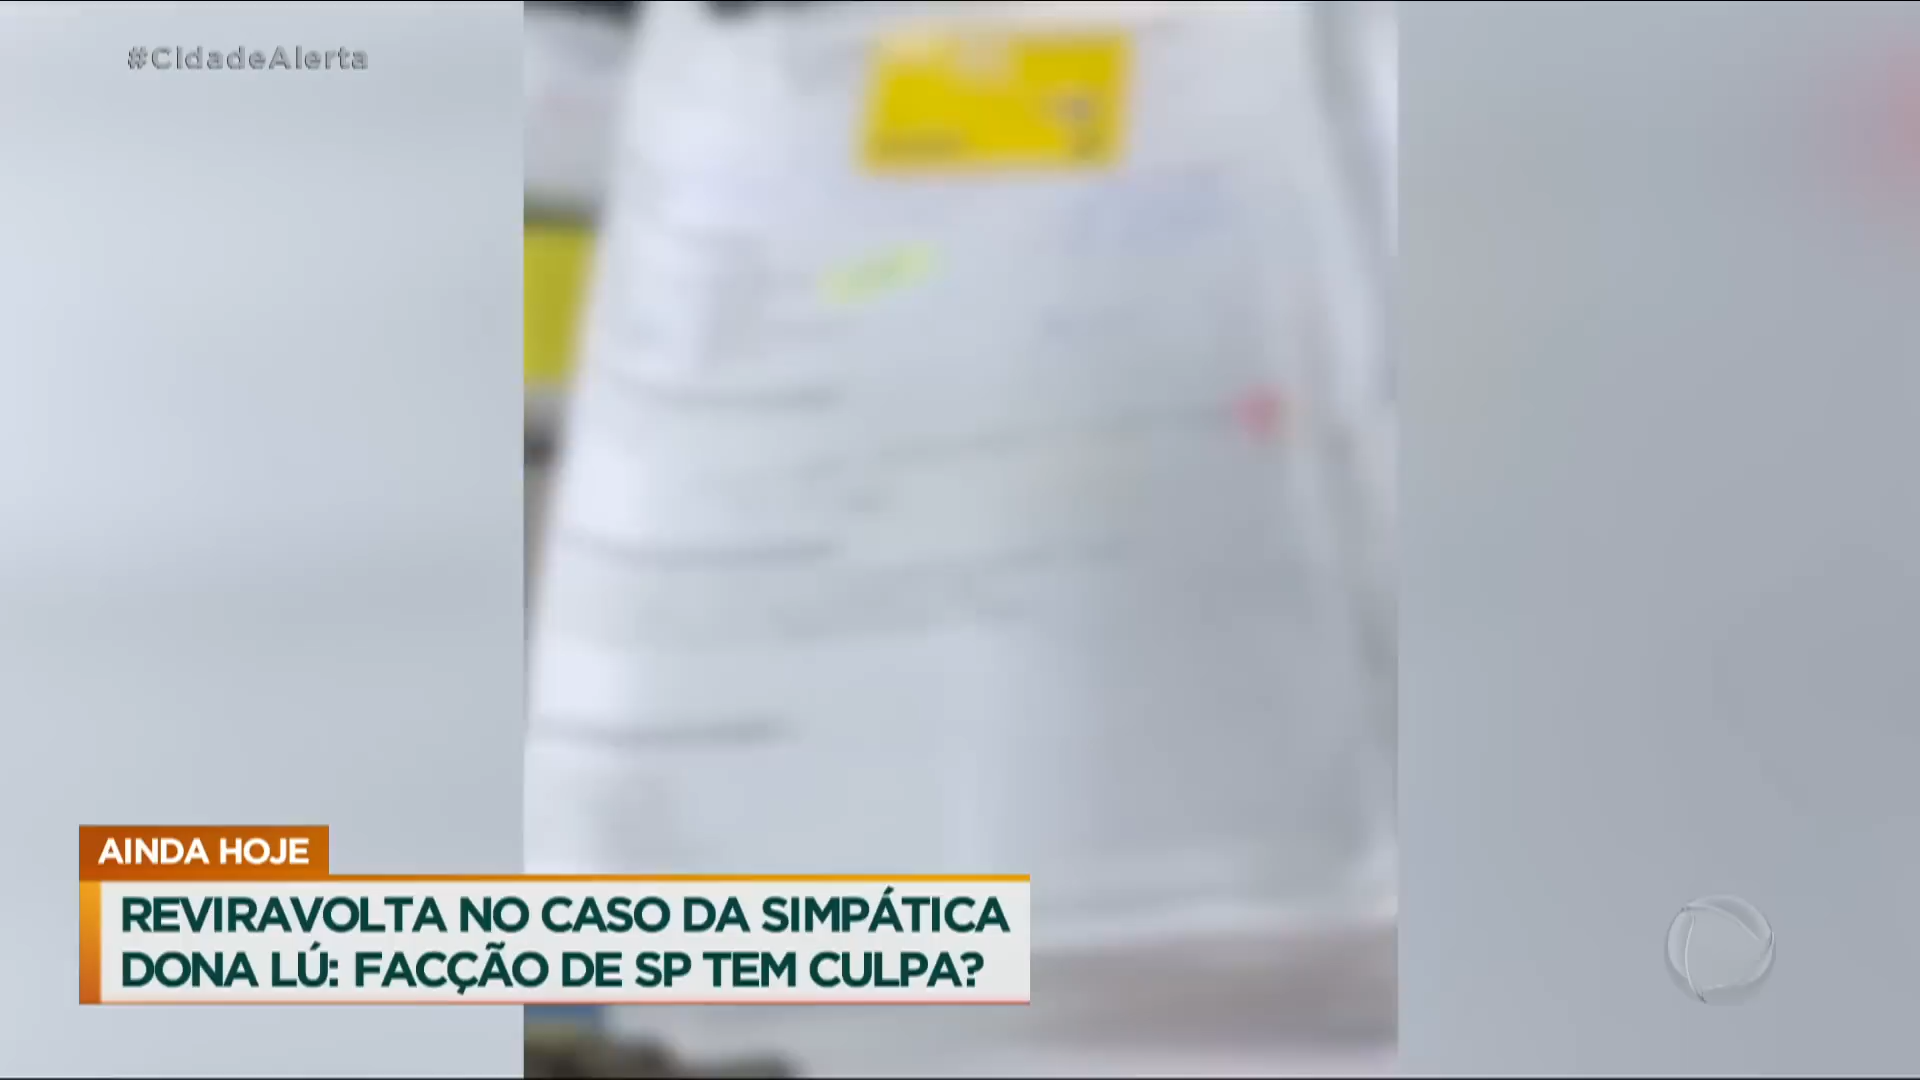 #CidadeAlerta
AINDA HOJE
REVIRAVOLTA NO CASO DA SIMPÁTICA
DONA LÚ: FACÇÃO DE SP TEM CULPA?